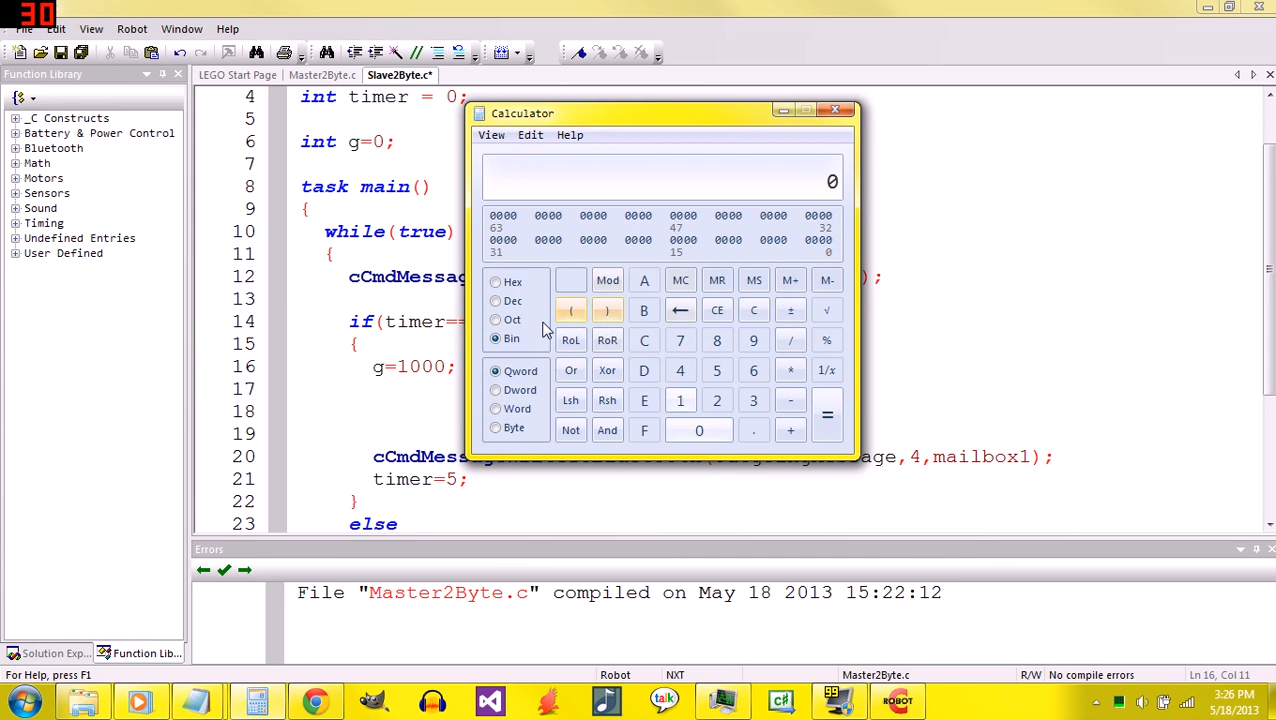 30
File Edit View Robot Window Help
Function Library
LEGO Start Page Master2Byte.c Slave2Byte.c*
_C Constructs
Battery & Power Control
Bluetooth
Math
Motors
Sensors
Sound
Timing
Undefined Entries
User Defined
4 int timer = 0;
5
6 int g=0;
7
8 task main()
9 {
10 while(true)
11 {
12 cCmdMessa );
14 if(timer==
15 {
16 g=1000;
18
19
20 cCmdMessag age,4,mailbox1);
21 timer=5;
22 }
23 else
Calculator
View Edit Help
0
0000 0000 0000 0000 0000 0000 0000 0000
63 47 32
0000 0000 0000 0000 0000 0000 0000 0000
31 15 0
Hex
Dec
Oct
Bin
Qword
Dword
Word
Byte
Mod A MC MR MS M+ M-
( ) B ← CE C ± √
RoL RoR C 7 8 9 / %
Or Xor D 4 5 6 * 1/x
Lsh Rsh E 1 2 3 - =
Not And F 0 . +
Errors
File "Master2Byte.c" compiled on May 18 2013 15:22:12
Solution Exp... Function Lib...
For Help, press F1 Robot NXT Master2Byte.c R/W No compile errors Ln 16, Col 11
talk C# 99 ROBOT
3:26 PM
5/18/2013